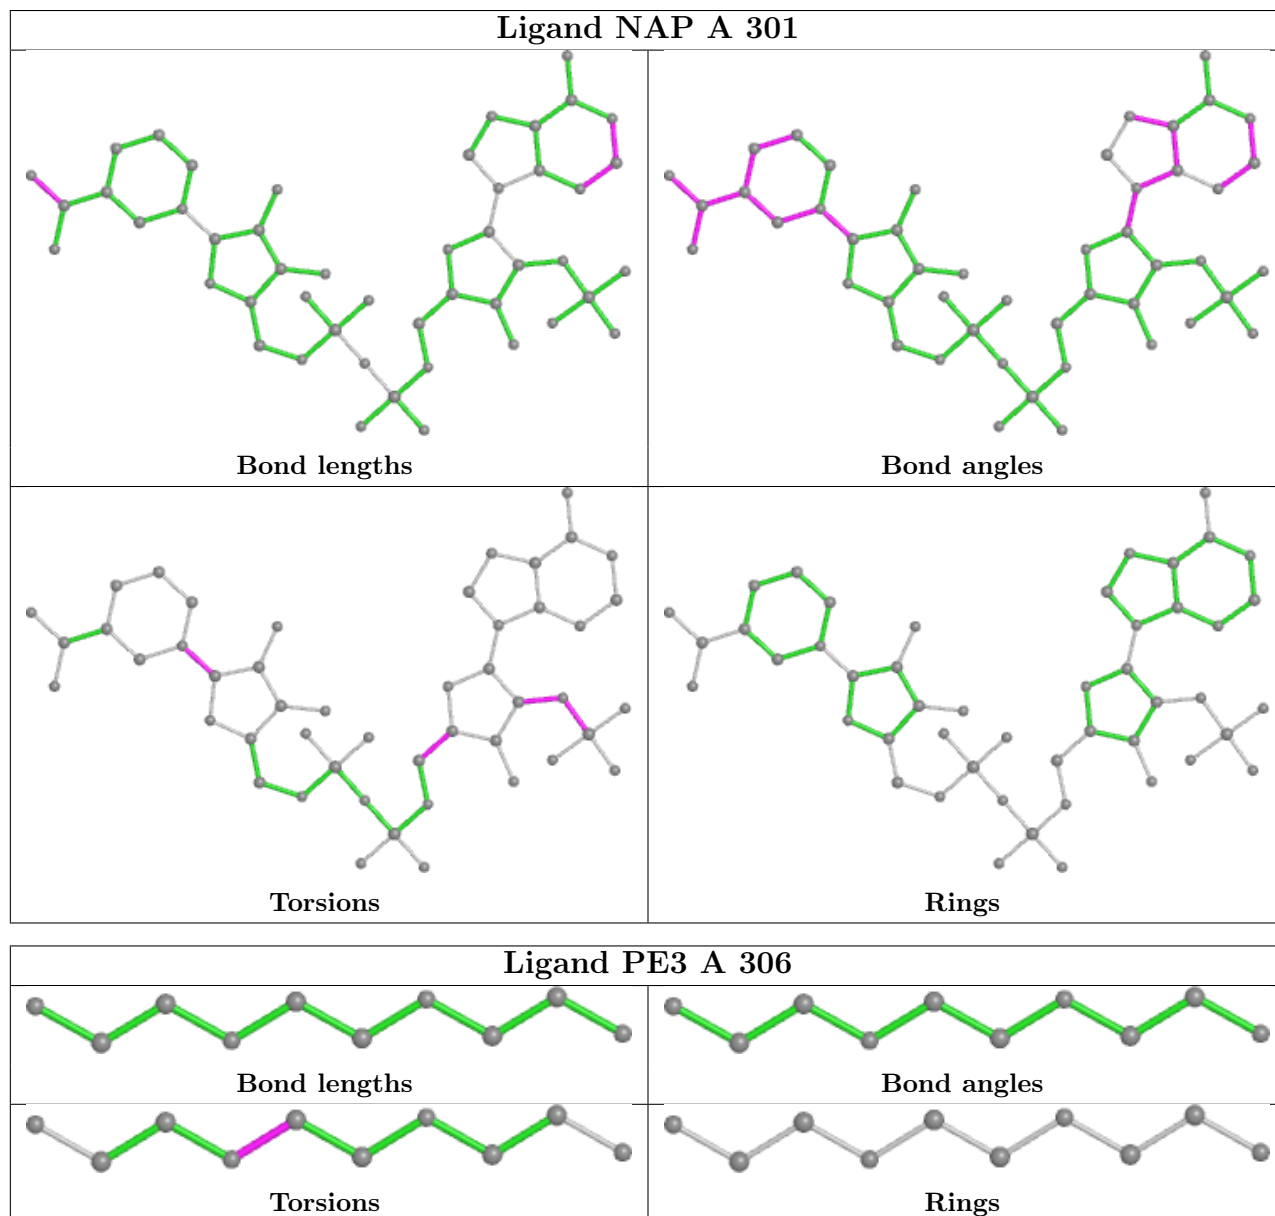 Ligand NAP A 301
Bond lengths
Bond angles
Torsions
Rings
Ligand PE3 A 306
Bond lengths
Bond angles
Torsions
Rings